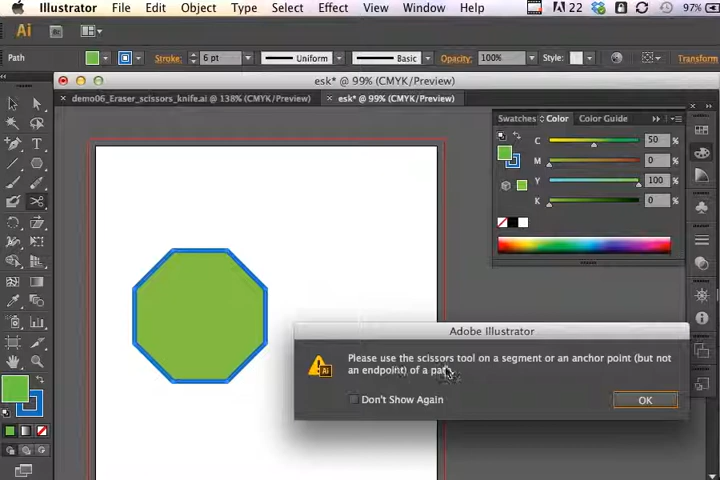 Illustrator File Edit Object Type Select Effect View Window Help 22 97%
Ai
Path Stroke: 6 pt Uniform Basic Opacity: 100% Style: Transform
esk* @ 99% (CMYK/Preview)
demo06_Eraser_scissors_knife.ai @ 138% (CMYK/Preview) esk* @ 99% (CMYK/Preview)
Swatches Color Color Guide
C 50 %
M 0 %
Y 100 %
K 0 %
Adobe Illustrator
Please use the scissors tool on a segment or an anchor point (but not
an endpoint) of a path.
Ai
Don't Show Again OK